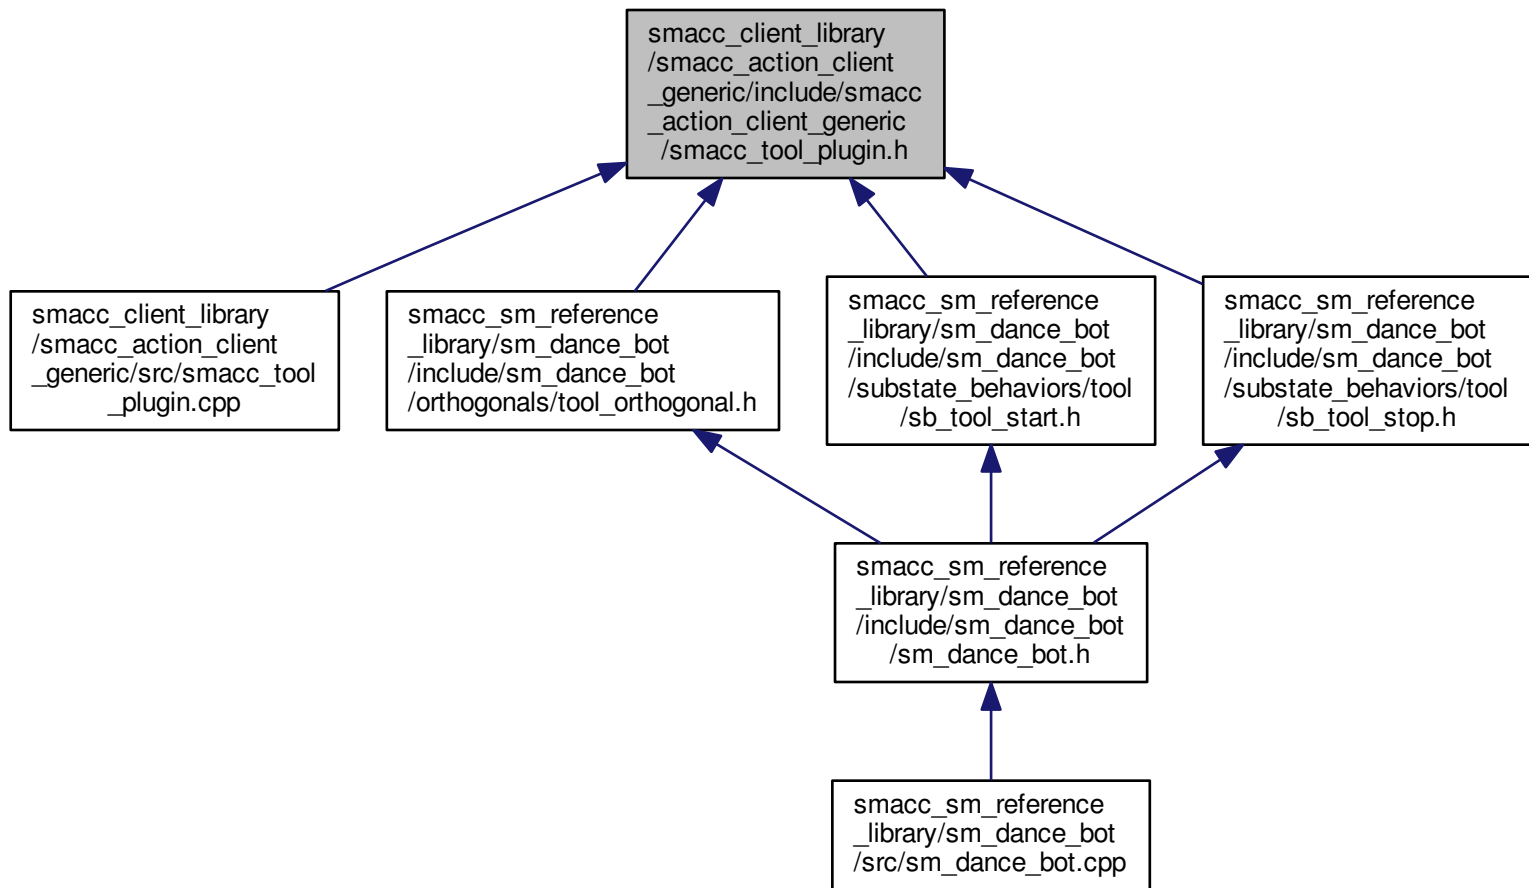 smacc_client_library
/smacc_action_client
_generic/include/smacc
_action_client_generic
/smacc_tool_plugin.h
smacc_client_library
/smacc_action_client
_generic/src/smacc_tool
_plugin.cpp
smacc_sm_reference
_library/sm_dance_bot
/include/sm_dance_bot
/orthogonals/tool_orthogonal.h
smacc_sm_reference
_library/sm_dance_bot
/include/sm_dance_bot
/substate_behaviors/tool
/sb_tool_start.h
smacc_sm_reference
_library/sm_dance_bot
/include/sm_dance_bot
/substate_behaviors/tool
/sb_tool_stop.h
smacc_sm_reference
_library/sm_dance_bot
/include/sm_dance_bot
/sm_dance_bot.h
smacc_sm_reference
_library/sm_dance_bot
/src/sm_dance_bot.cpp